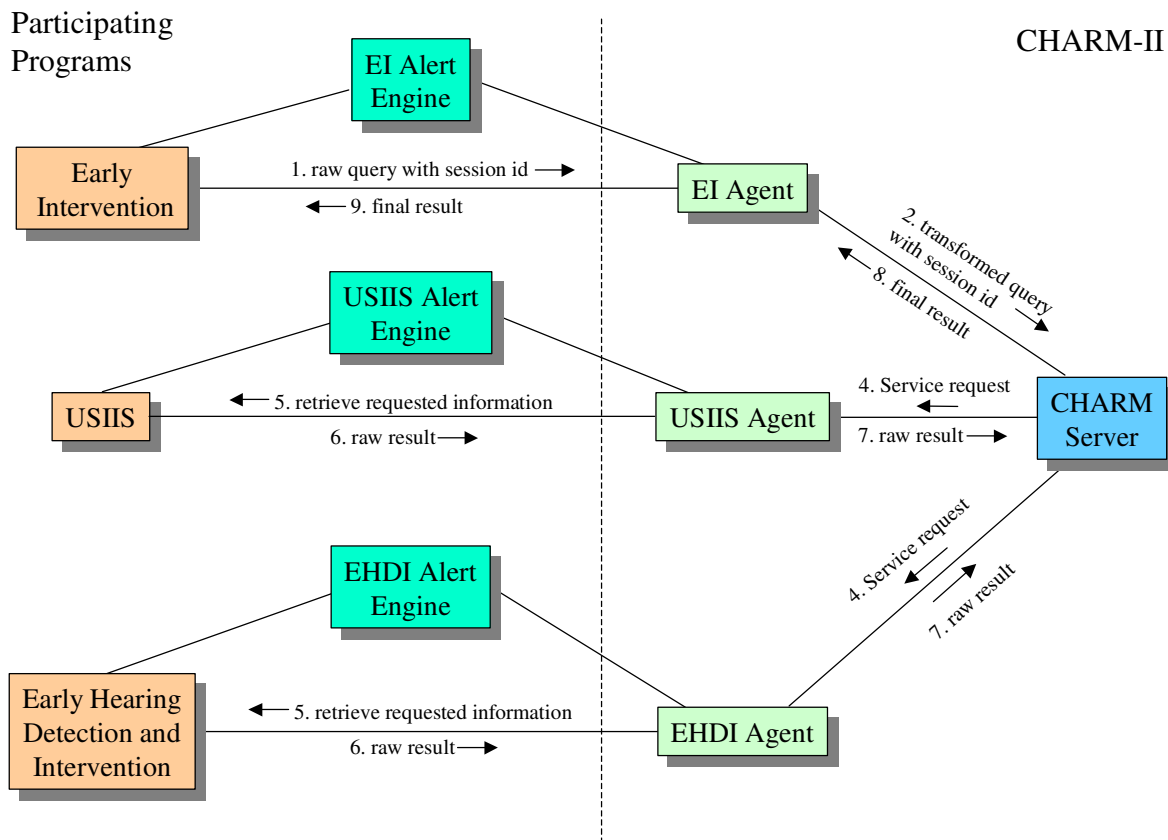 Participating
Programs
CHARM-II
EI Alert
Engine
Early
Intervention
1. raw query with session id
9. final result
EI Agent
2. transformed query
with session id
8. final result
USIIS Alert
Engine
USIIS
5. retrieve requested information
6. raw result
USIIS Agent
4. Service request
7. raw result
CHARM
Server
EHDI Alert
Engine
4. Service request
7. raw result
Early Hearing
Detection and
Intervention
5. retrieve requested information
6. raw result
EHDI Agent